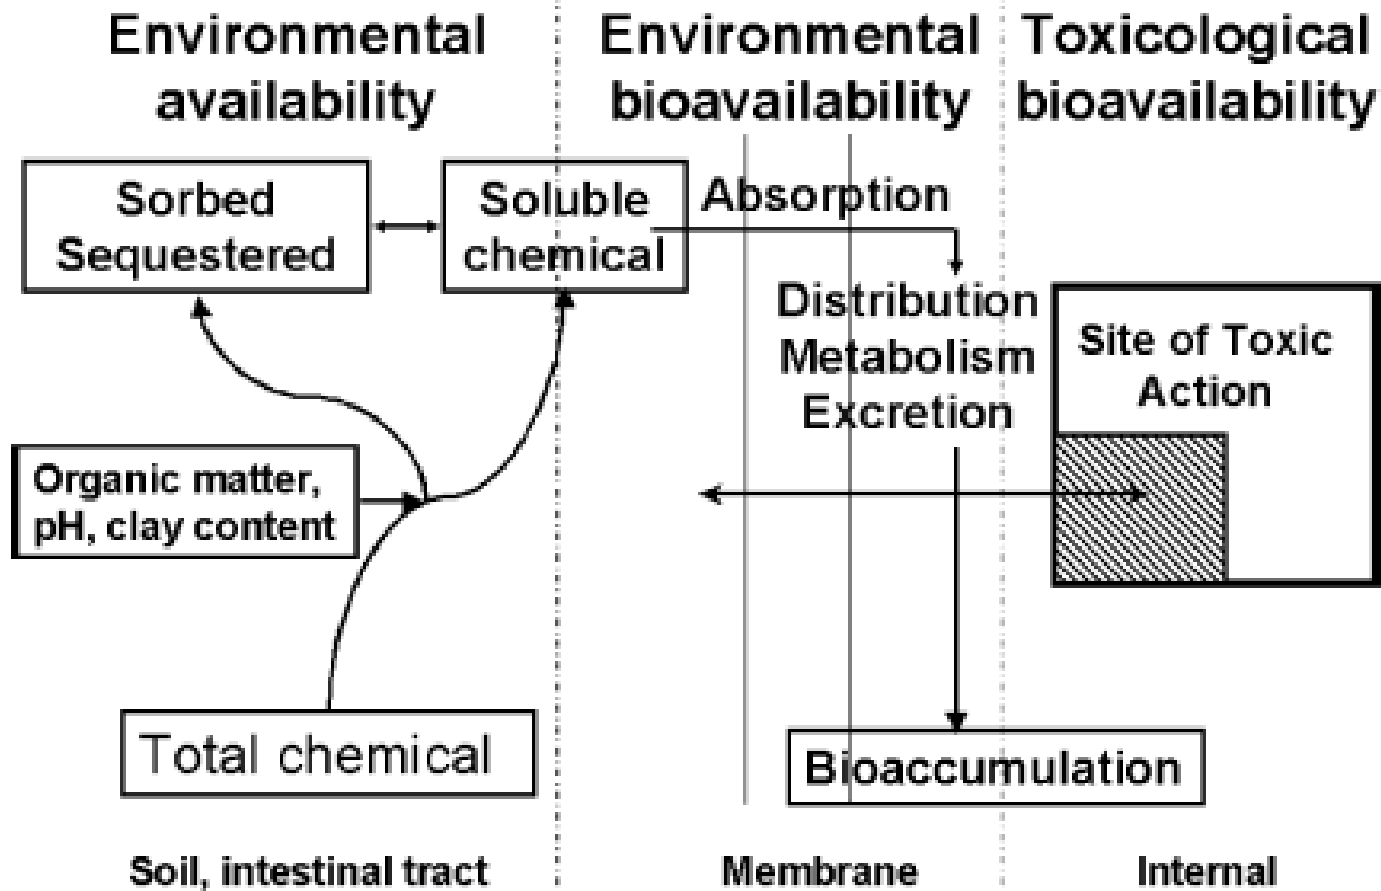 Environmental
availability
Environmental
bioavailability
Toxicological
bioavailability
Sorbed
Sequestered
Soluble
chemical
Absorption
Distribution
Metabolism
Excretion
Site of Toxic
Action
Organic matter,
pH, clay content
Total chemical
Bioaccumulation
Soil, intestinal tract
Membrane
Internal